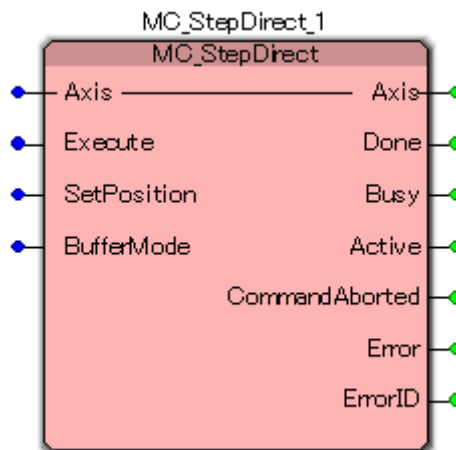 MC_StepDirect_1
MC_StepDirect
Axis Axis
Execute Done
SetPosition Busy
BufferMode Active
CommandAborted
Error
ErrorID